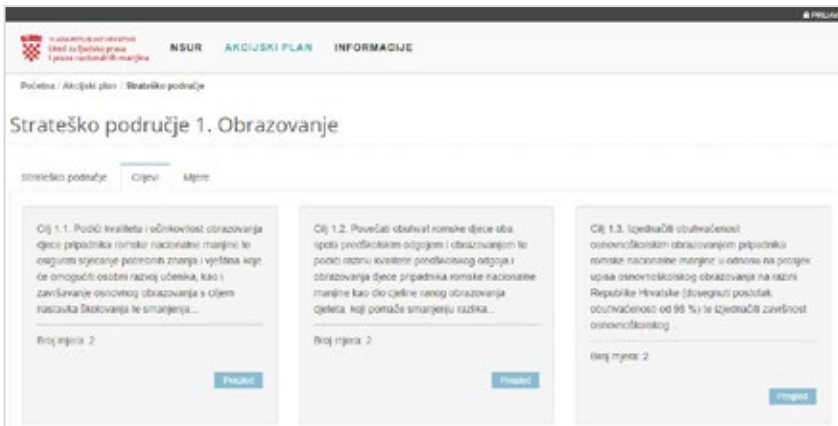 PRIJAV
VLADA REPUBLIKE HRVATSKE
Ured za ljudska prava
i prava nacionalnih manjina
NSUR AKCIJSKI PLAN INFORMACIJE
Početna / Akcijski plan / Strateško područje
Strateško područje 1. Obrazovanje
Strateško područje Ciljevi Mjere
Cilj 1.1. Podići kvalitetu i učinkovitost obrazovanja
djece pripadnika romske nacionalne manjine te
osigurati stjecanje potrebnih znanja i vještina koje
će omogućiti osobni razvoj učenika, kao i
završavanje osnovnog obrazovanja s ciljem
nastavka školovanja te smanjenja...
Broj mjera: 2
Pregled
Cilj 1.2. Povećati obuhvat romske djece oba
spola predškolskim odgojem i obrazovanjem te
podići razinu kvalitete predškolskog odgoja i
obrazovanja djece pripadnika romske nacionalne
manjine kao dio cjeline ranog obrazovanja
djeteta, koji pomaže smanjenju razlika...
Broj mjera: 2
Pregled
Cilj 1.3. Izjednačiti obuhvaćenost
osnovnoškolskim obrazovanjem pripadnika
romske nacionalne manjine u odnosu na prosjek
upisa osnovnoškolskog obrazovanja na razini
Republike Hrvatske (dosegnuti postotak
obuhvaćenosti od 98 %) te izjednačiti završnost
osnovnoškolskog...
Broj mjera: 2
Pregled